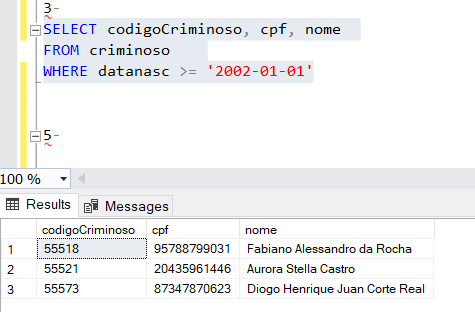 3-
SELECT codigoCriminoso, cpf, nome
FROM criminoso
WHERE datanasc >= '2002-01-01'
5-
100 %
Results Messages
codigoCriminoso cpf nome
1 55518 95788799031 Fabiano Alessandro da Rocha
2 55521 20435961446 Aurora Stella Castro
3 55573 87347870623 Diogo Henrique Juan Corte Real